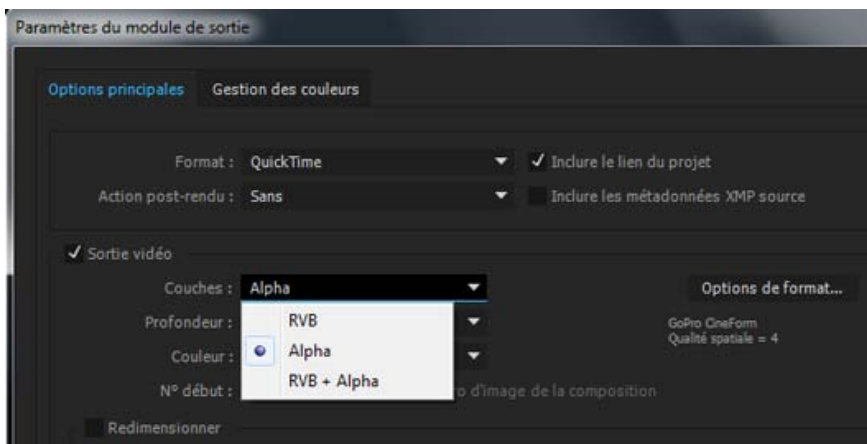 Paramètres du module de sortie
Options principales Gestion des couleurs
Format : QuickTime Inclure le lien du projet
Action post-rendu : Sans Inclure les métadonnées XMP source
Sortie vidéo
Couches : Alpha Options de format...
Profondeur : RVB GoPro CineForm
Qualité spatiale = 4
Couleur : Alpha
RVB + Alpha
N° début : d'image de la composition
Redimensionner